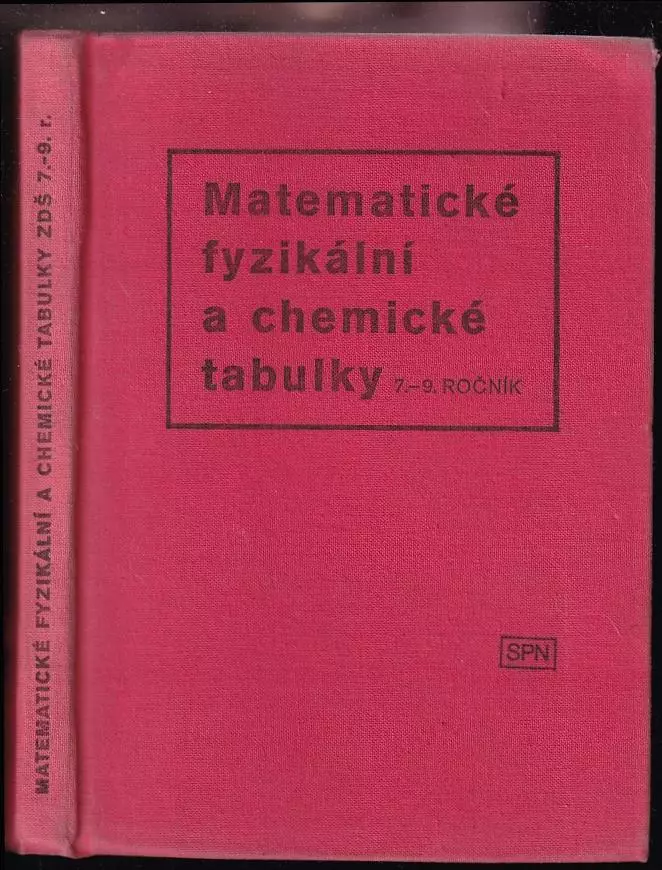 MATEMATICKÉ FYZIKÁLNÍ A CHEMICKÉ TABULKY ZDŠ 7.-9. r.
Matematické
fyzikální
a chemické
tabulky 7.–9. ROČNÍK
SPN